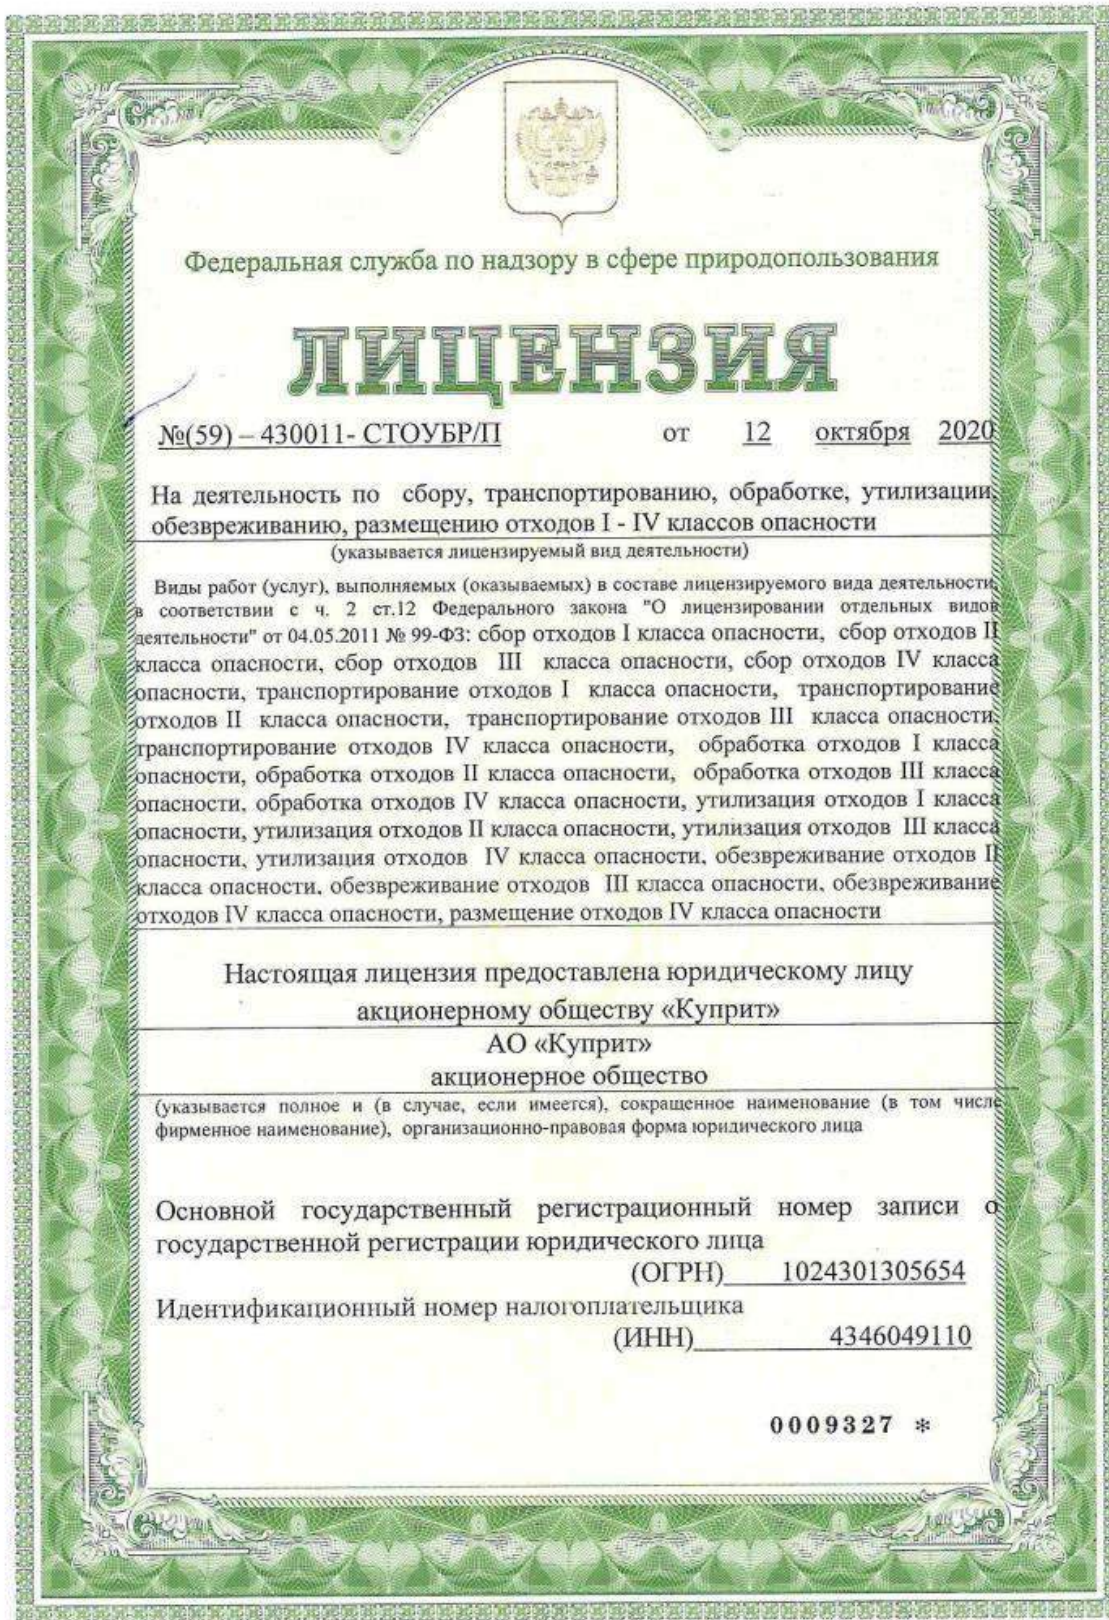 Федеральная служба по надзору в сфере природопользования
ЛИЦЕНЗИЯ
№(59) – 430011- СТОУБР/П от 12 октября 2020
На деятельность по сбору, транспортированию, обработке, утилизации,
обезвреживанию, размещению отходов I - IV классов опасности
(указывается лицензируемый вид деятельности)
Виды работ (услуг), выполняемых (оказываемых) в составе лицензируемого вида деятельности,
в соответствии с ч. 2 ст.12 Федерального закона "О лицензировании отдельных видов
деятельности" от 04.05.2011 № 99-ФЗ: сбор отходов I класса опасности, сбор отходов II
класса опасности, сбор отходов III класса опасности, сбор отходов IV класса
опасности, транспортирование отходов I класса опасности, транспортирование
отходов II класса опасности, транспортирование отходов III класса опасности,
транспортирование отходов IV класса опасности, обработка отходов I класса
опасности, обработка отходов II класса опасности, обработка отходов III класса
опасности, обработка отходов IV класса опасности, утилизация отходов I класса
опасности, утилизация отходов II класса опасности, утилизация отходов III класса
опасности, утилизация отходов IV класса опасности, обезвреживание отходов II
класса опасности, обезвреживание отходов III класса опасности, обезвреживание
отходов IV класса опасности, размещение отходов IV класса опасности
Настоящая лицензия предоставлена юридическому лицу
акционерному обществу «Куприт»
АО «Куприт»
акционерное общество
(указывается полное и (в случае, если имеется), сокращенное наименование (в том числе
фирменное наименование), организационно-правовая форма юридического лица
Основной государственный регистрационный номер записи о
государственной регистрации юридического лица
(ОГРН) 1024301305654
Идентификационный номер налогоплательщика
(ИНН) 4346049110
0009327 *